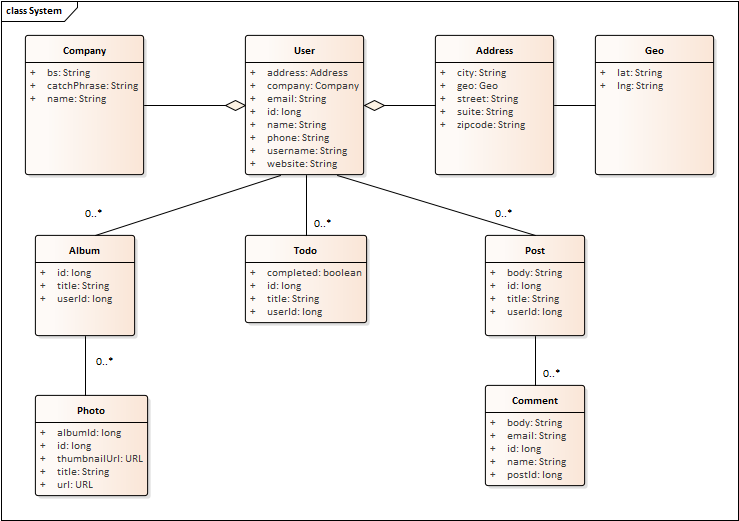 class System
Company
+ bs: String
+ catchPhrase: String
+ name: String
User
+ address: Address
+ company: Company
+ email: String
+ id: long
+ name: String
+ phone: String
+ username: String
+ website: String
Address
+ city: String
+ geo: Geo
+ street: String
+ suite: String
+ zipcode: String
Geo
+ lat: String
+ lng: String
0..*
0..*
0..*
Album
+ id: long
+ title: String
+ userId: long
Todo
+ completed: boolean
+ id: long
+ title: String
+ userId: long
Post
+ body: String
+ id: long
+ title: String
+ userId: long
0..*
0..*
Photo
+ albumId: long
+ id: long
+ thumbnailUrl: URL
+ title: String
+ url: URL
Comment
+ body: String
+ email: String
+ id: long
+ name: String
+ postId: long